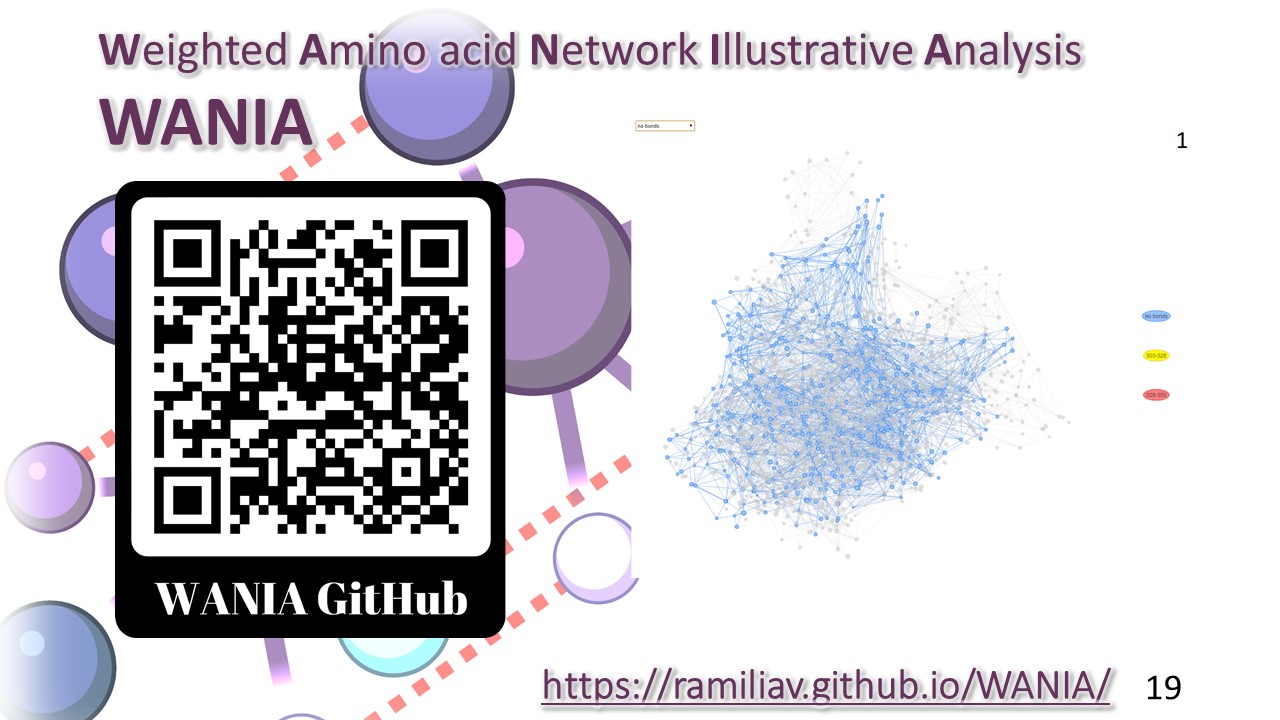 Weighted Amino acid Network Illustrative Analysis
WANIA
no bonds
1
no bonds
303-328
328-350
WANIA GitHub
https://ramiliav.github.io/WANIA/
19